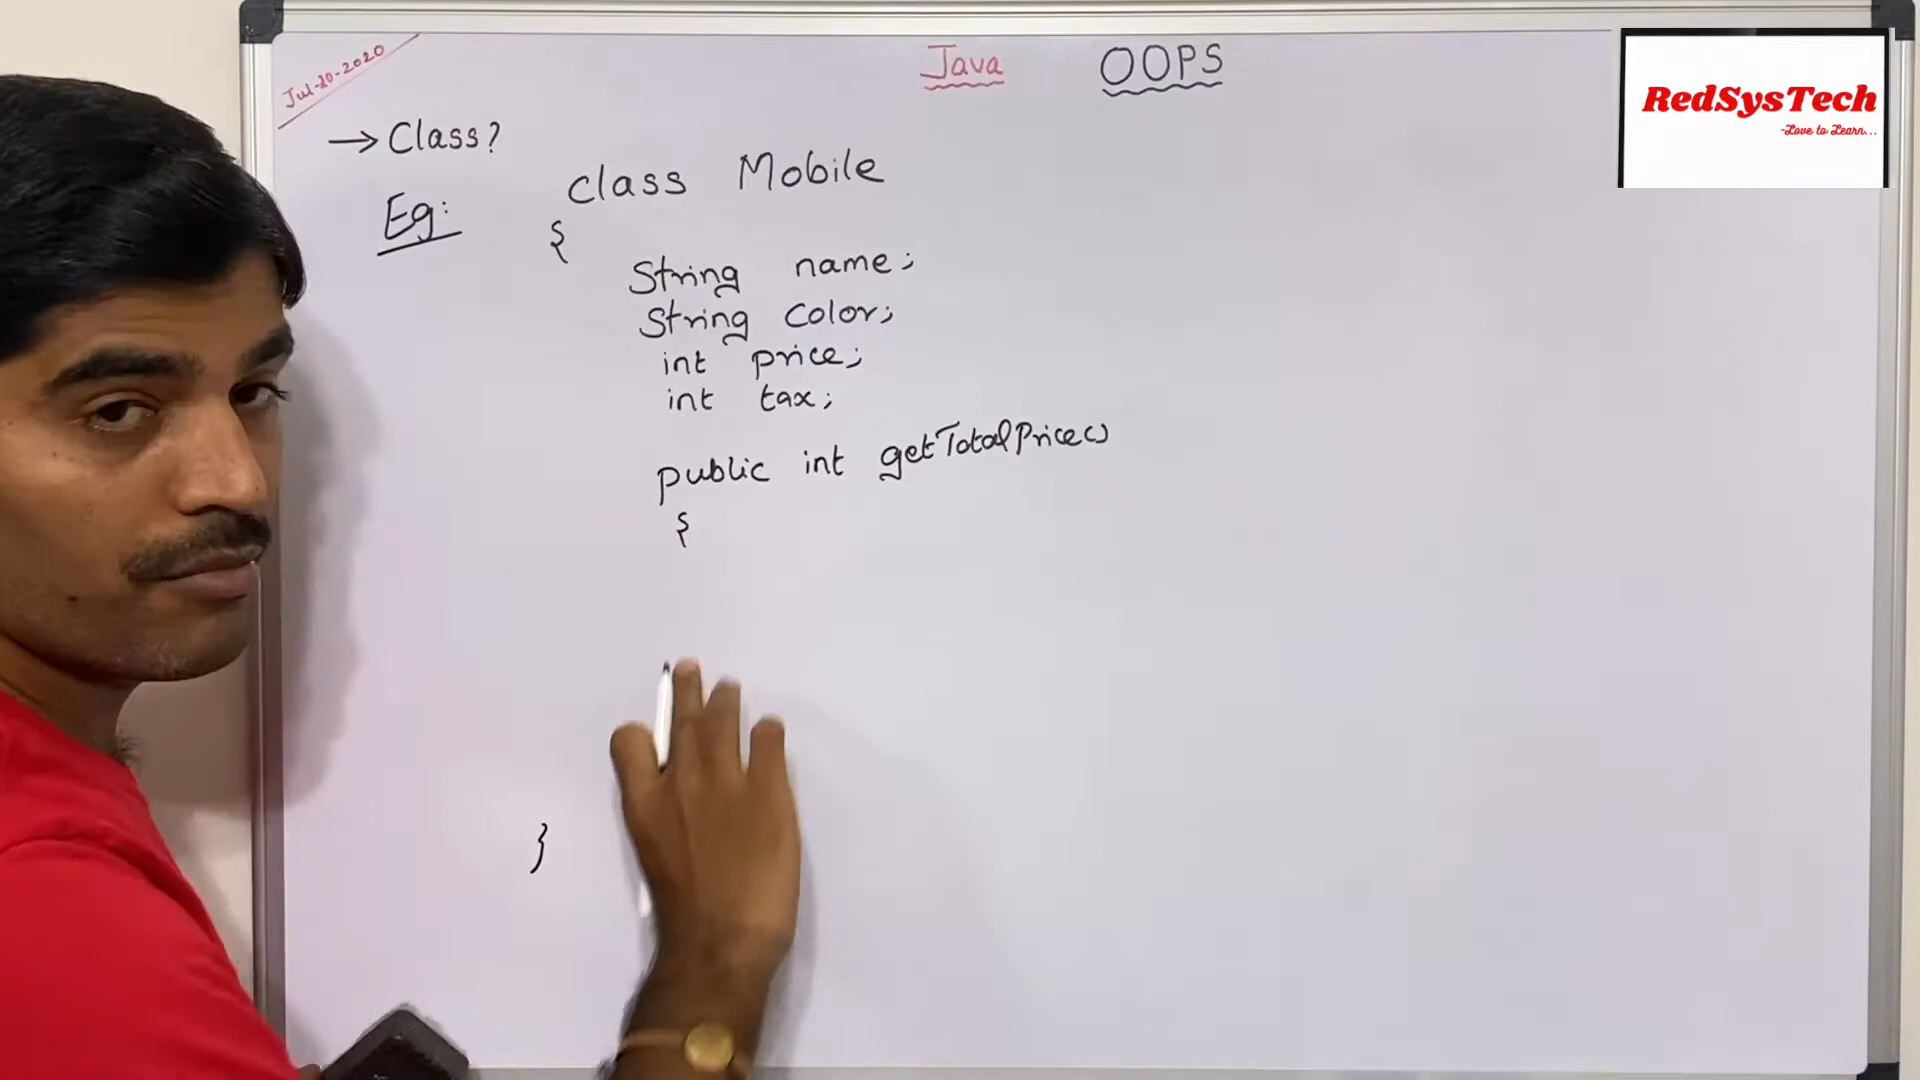 Jul-20-2020
Java OOPS
RedSysTech
-Love to Learn...
→ Class?
Eg:
class Mobile
{
String name;
String color;
int price;
int tax;
public int getTotalPrice()
{
}